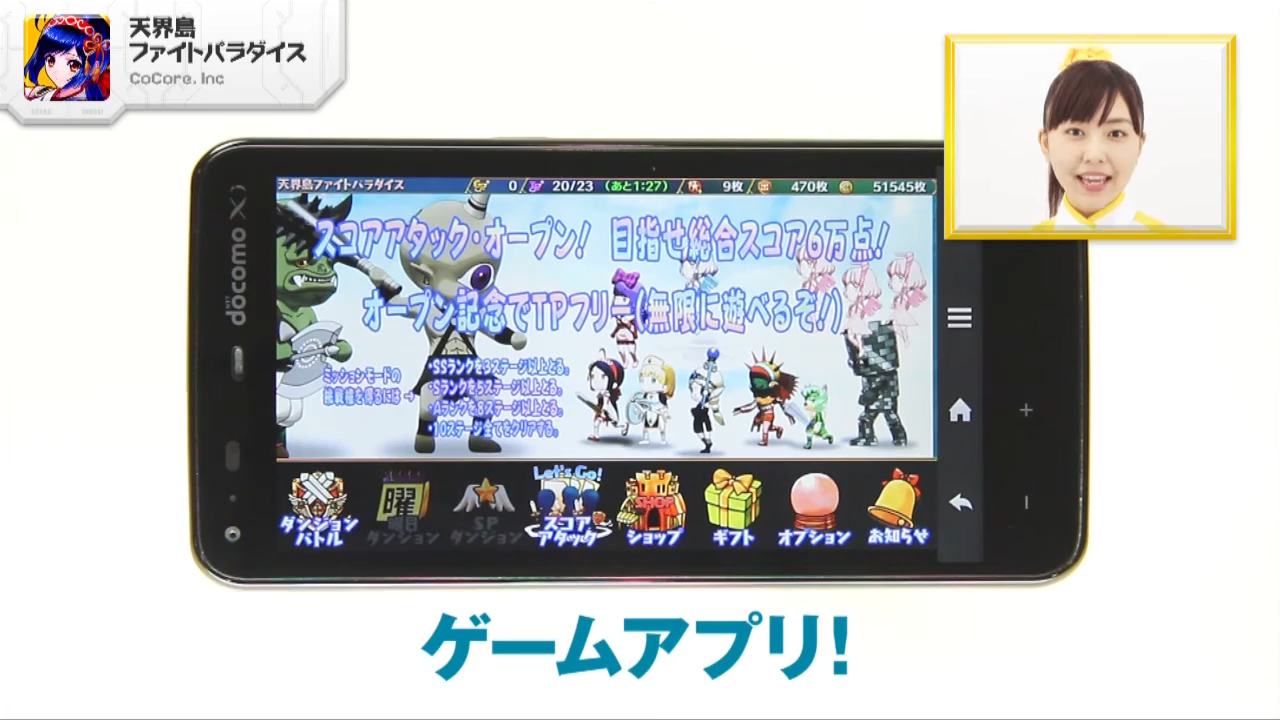 天界島
ファイトパラダイス
CoCore. Inc
NTT docomo Xi
天界島ファイトパラダイス
0 20/23 (あと1:27) 9枚 470枚 51545枚
スコアアタック・オープン! 目指せ総合スコア6万点!
オープン記念でTPフリー(無限に遊べるぞ!)
ミッションモードの
挑戦権を得るには →
・SSランクを3ステージ以上とる。
・Sランクを5ステージ以上とる。
・Aランクを8ステージ以上とる。
・10ステージ全てをクリアする。
ダンジョン
バトル
曜
曜日
ダンジョン
SP
ダンジョン
Let's Go!
スコア
アタック
SHOP
ショップ
ギフト
オプション
お知らせ
ゲームアプリ!